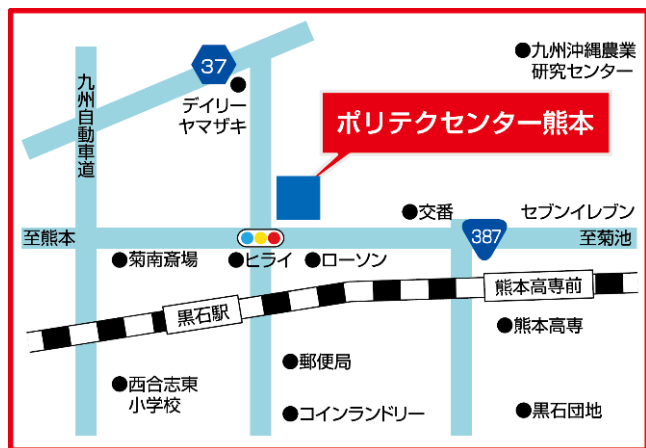 九州自動車道
37
デイリー
ヤマザキ
●九州沖縄農業
研究センター
ポリテクセンター熊本
●交番
セブンイレブン
387
至熊本
至菊池
●菊南斎場
●ヒライ
●ローソン
黒石駅
熊本高専前
●熊本高専
●郵便局
●西合志東
小学校
●コインランドリー
●黒石団地